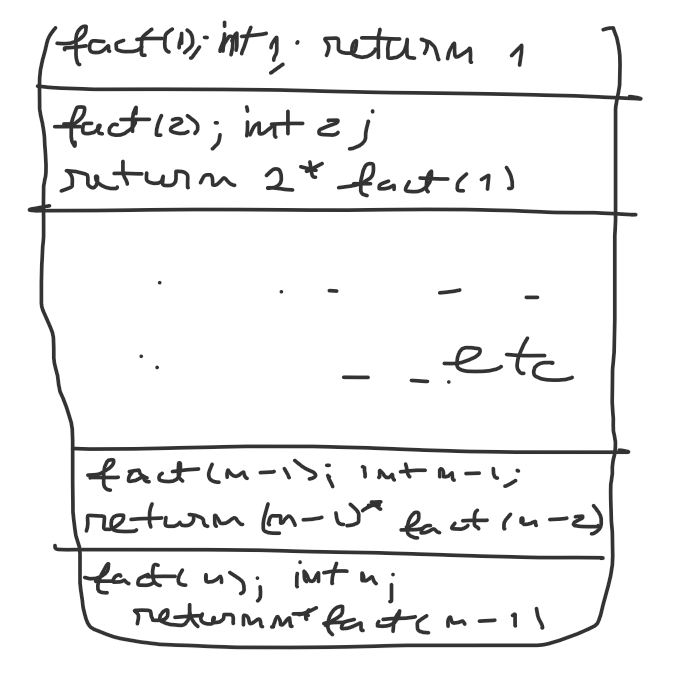 fact(1); int 1; return 1
fact(2); int 2;
return 2* fact(1)
. . - - -
. . - - . etc
fact(n-1); int n-1;
return (n-1)* fact(n-2)
fact(n); int n;
return n* fact(n-1)